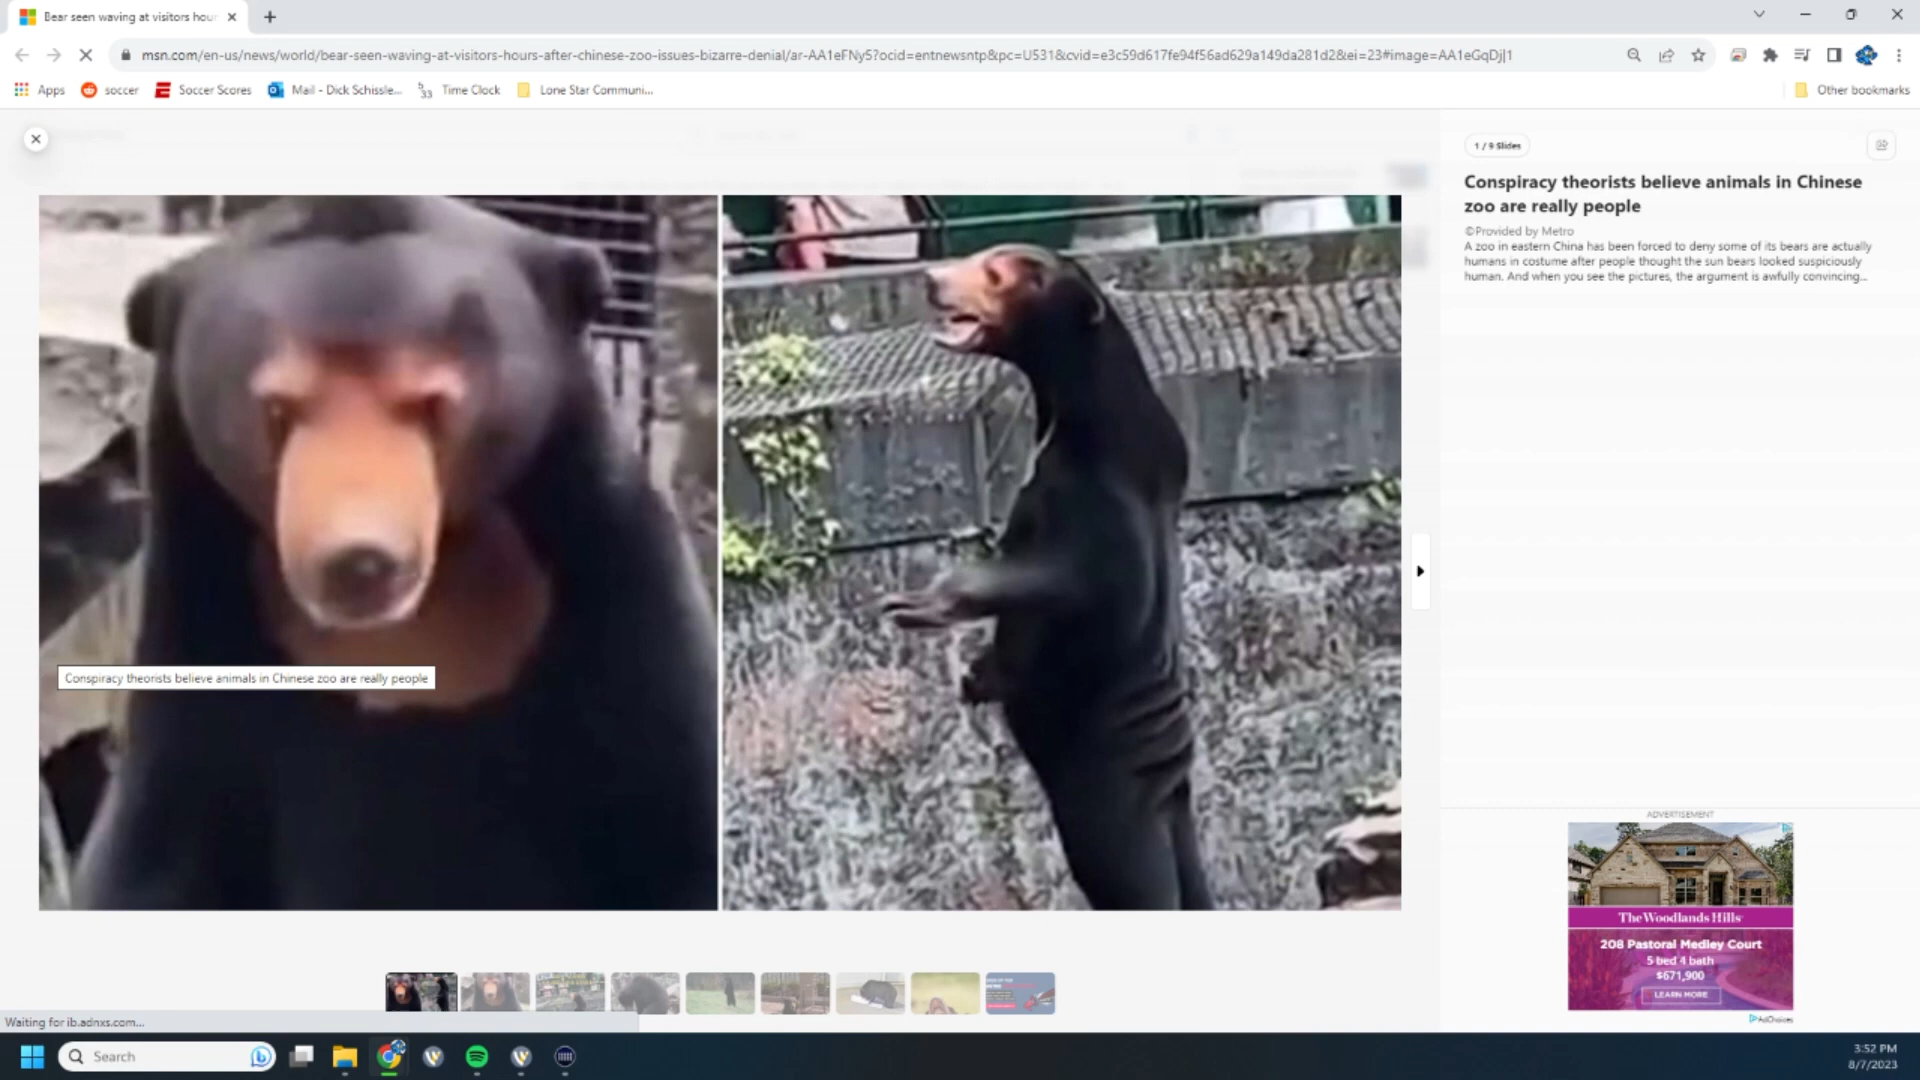 Bear seen waving at visitors hour
msn.com/en-us/news/world/bear-seen-waving-at-visitors-hours-after-chinese-zoo-issues-bizarre-denial/ar-AA1eFNy5?ocid=entnewsntp&pc=U531&cvid=e3c59d617fe94f56ad629a149da281d2&ei=23#image=AA1eGqDj|1
Apps soccer Soccer Scores Mail - Dick Schissle... 33 Time Clock Lone Star Communi... Other bookmarks
1 / 9 Slides
Conspiracy theorists believe animals in Chinese
zoo are really people
©Provided by Metro
A zoo in eastern China has been forced to deny some of its bears are actually
humans in costume after people thought the sun bears looked suspiciously
human. And when you see the pictures, the argument is awfully convincing...
Conspiracy theorists believe animals in Chinese zoo are really people
ADVERTISEMENT
The Woodlands Hills
208 Pastoral Medley Court
5 bed 4 bath
$671,900
LEARN MORE
AdChoices
Waiting for ib.adnxs.com...
Search
3:52 PM
8/7/2023